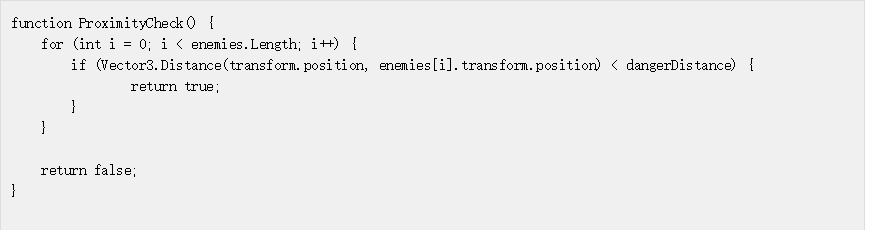 function ProximityCheck() {
    for (int i = 0; i < enemies.Length; i++) {
        if (Vector3.Distance(transform.position, enemies[i].transform.position) < dangerDistance) {
                return true;
        }
    }

    return false;
}